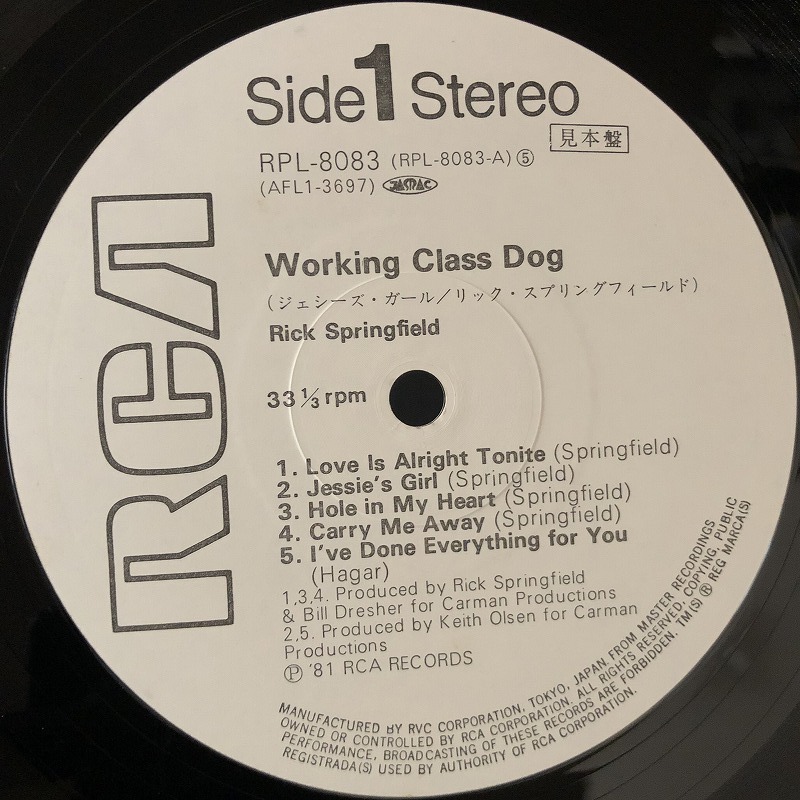 Side 1 Stereo
見本盤
RPL-8083 (RPL-8083-A)⑤
(AFL1-3697) JASRAC
RCA
Working Class Dog
(ジェシーズ・ガール/リック・スプリングフィールド)
Rick Springfield
33 1/3 rpm
1. Love Is Alright Tonite (Springfield)
2. Jessie's Girl (Springfield)
3. Hole in My Heart (Springfield)
4. Carry Me Away (Springfield)
5. I've Done Everything for You
(Hagar)
1,3,4. Produced by Rick Springfield
& Bill Dresher for Carman Productions
2,5. Produced by Keith Olsen for Carman
Productions
Ⓟ '81 RCA RECORDS
MANUFACTURED BY RVC CORPORATION, TOKYO, JAPAN. FROM MASTER RECORDINGS
OWNED OR CONTROLLED BY RCA CORPORATION. ALL RIGHTS RESERVED, COPYING, PUBLIC
PERFORMANCE, BROADCASTING OF THESE RECORDS ARE FORBIDDEN. TM(S) ® REG MARCA(S)
REGISTRADA(S) USED BY AUTHORITY OF RCA CORPORATION.